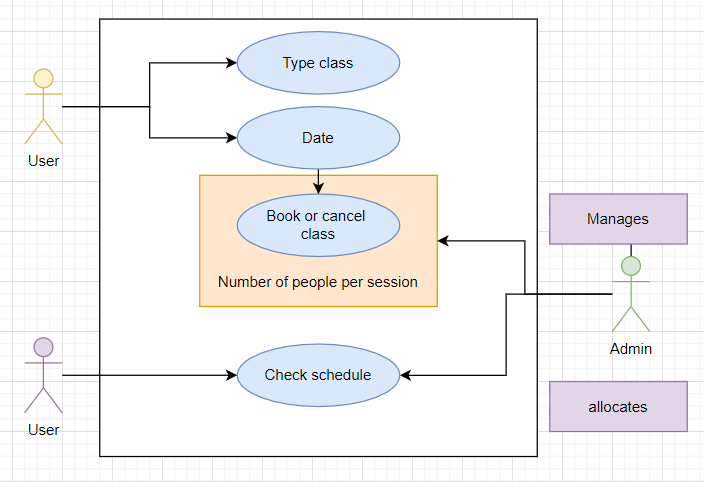 Type class
User
Date
Book or cancel
class
Number of people per session
Manages
Admin
Check schedule
User
allocates